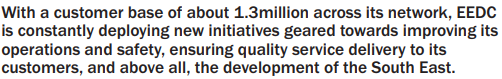 With a customer base of about 1.3million across its network, EEDC
is constantly deploying new initiatives geared towards improving its
operations and safety, ensuring quality service delivery to its
customers, and above all, the development of the South East.